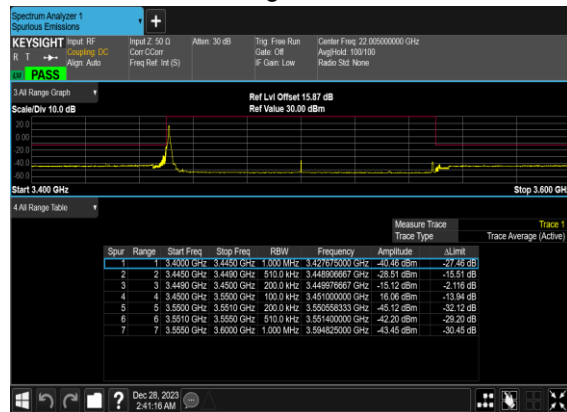 Spectrum Analyzer 1
Spurious Emissions
KEYSIGHT Input: RF Input Z: 50 Ω Atten: 30 dB Trig: Free Run Center Freq: 22.005000000 GHz
R T Coupling: DC Corr CCorr Gate: Off Avg|Hold: 100/100
Align: Auto Freq Ref: Int (S) IF Gain: Low Radio Std: None
LXI PASS
3 All Range Graph
Ref Lvl Offset 15.87 dB
Scale/Div 10.0 dB Ref Value 30.00 dBm
20.0
0.00
-20.0
-40.0
-60.0
Start 3.400 GHz Stop 3.600 GH
4 All Range Table
Measure Trace Trace 1
Trace Type Trace Average (Active)
Spur Range Start Freq Stop Freq RBW Frequency Amplitude ΔLimit
1 1 3.4000 GHz 3.4450 GHz 1.000 MHz 3.427675000 GHz -40.46 dBm -27.46 dB
2 2 3.4450 GHz 3.4490 GHz 510.0 kHz 3.448906667 GHz -28.51 dBm -15.51 dB
3 3 3.4490 GHz 3.4500 GHz 200.0 kHz 3.449976667 GHz -15.12 dBm -2.116 dB
4 4 3.4500 GHz 3.5500 GHz 100.0 kHz 3.451000000 GHz 16.06 dBm -13.94 dB
5 5 3.5500 GHz 3.5510 GHz 200.0 kHz 3.550558333 GHz -45.12 dBm -32.12 dB
6 6 3.5510 GHz 3.5550 GHz 510.0 kHz 3.551400000 GHz -42.20 dBm -29.20 dB
7 7 3.5550 GHz 3.6000 GHz 1.000 MHz 3.594825000 GHz -43.45 dBm -30.45 dB
? Dec 28, 2023
2:41:16 AM